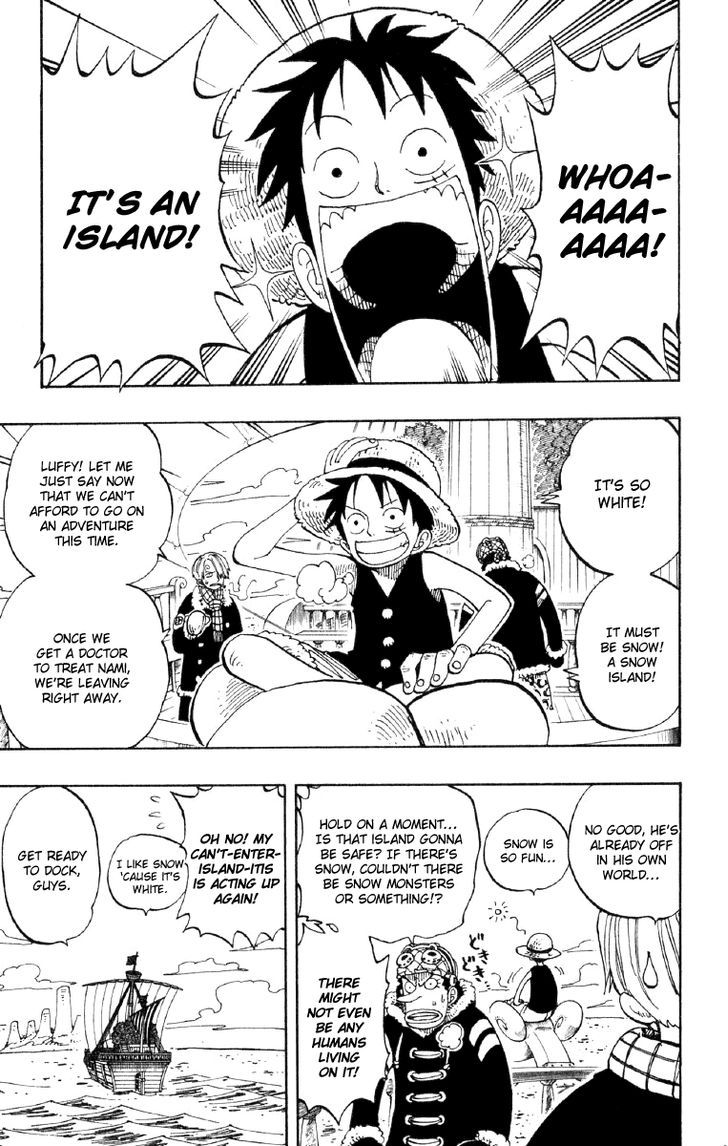 WHOA-
AAAA-
AAAA!
IT'S AN
ISLAND!
IT'S SO
WHITE!
IT MUST
BE SNOW!
A SNOW
ISLAND!
LUFFY! LET ME
JUST SAY NOW
THAT WE CAN'T
AFFORD TO GO ON
AN ADVENTURE
THIS TIME.
ONCE WE
GET A DOCTOR
TO TREAT NAMI,
WE'RE LEAVING
RIGHT AWAY.
NO GOOD, HE'S
ALREADY OFF
IN HIS OWN
WORLD...
SNOW IS
SO FUN...
HOLD ON A MOMENT...
IS THAT ISLAND GONNA
BE SAFE? IF THERE'S
SNOW, COULDN'T THERE
BE SNOW MONSTERS
OR SOMETHING!?
どきどき
THERE
MIGHT
NOT EVEN
BE ANY
HUMANS
LIVING
ON IT!
OH NO! MY
CAN'T-ENTER-
ISLAND-ITIS
IS ACTING UP
AGAIN!
I LIKE SNOW
'CAUSE IT'S
WHITE.
GET READY
TO DOCK,
GUYS.